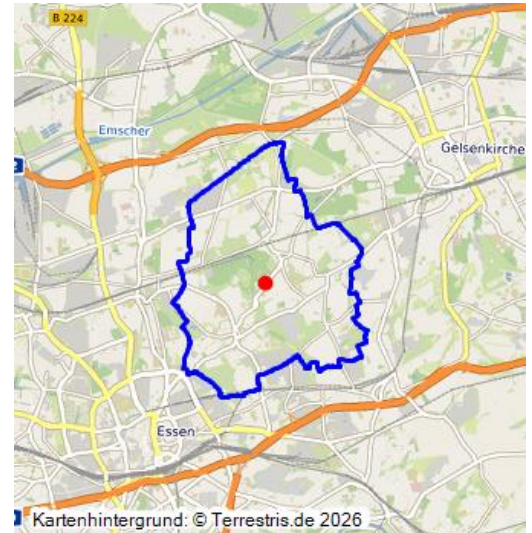 B 224
Emscher
Gelsenkirche
Essen
Kartenhintergrund: © Terrestris.de 2026